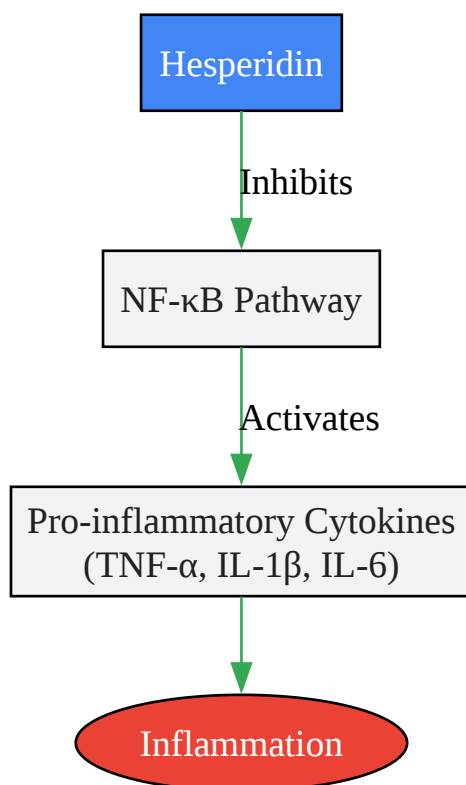 Hesperidin
Inhibits
NF-κB Pathway
Activates
Pro-inflammatory Cytokines
(TNF-α, IL-1β, IL-6)
Inflammation